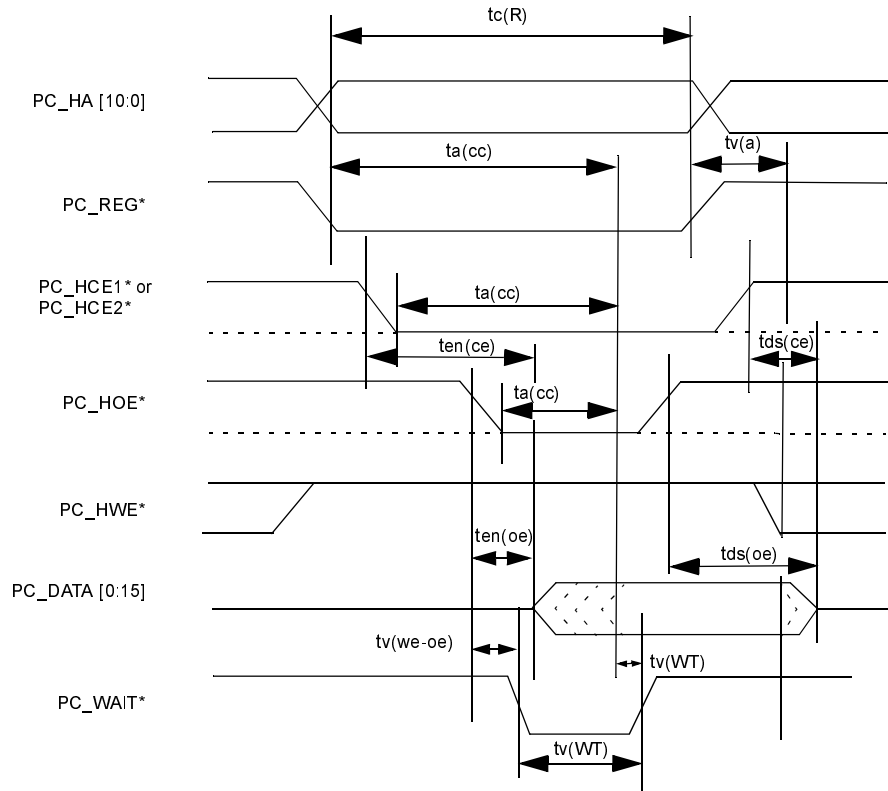 tc(R)
PC_HA [10:0]
ta(cc)
tv(a)
PC_REG*
PC_HCE1* or
PC_HCE2*
ta(cc)
ten(ce)
tds(ce)
PC_HOE*
ta(cc)
PC_HWE*
ten(oe)
tds(oe)
PC_DATA [0:15]
tv(we-oe)
tv(WT)
PC_WAIT*
tv(WT)